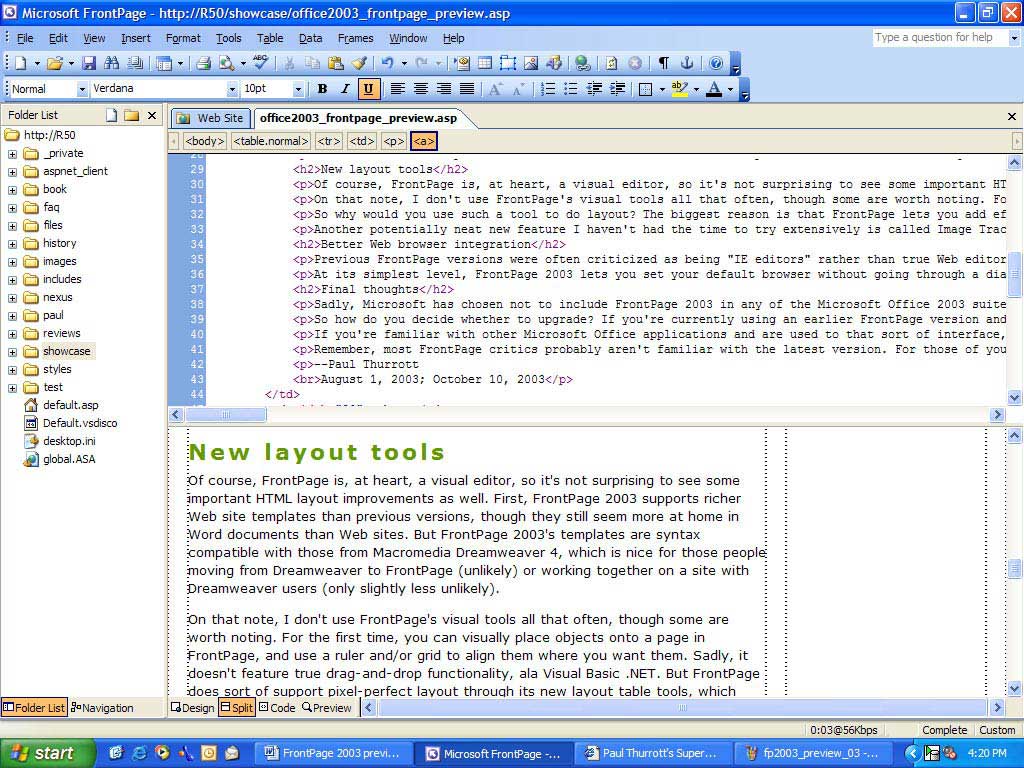 Microsoft FrontPage - http://R50/showcase/office2003_frontpage_preview.asp
File Edit View Insert Format Tools Table Data Frames Window Help
Type a question for help
Normal Verdana 10pt B I U
Folder List
Web Site office2003_frontpage_preview.asp
<body> <table.normal> <tr> <td> <p> <a>
http://R50
_private
aspnet_client
book
faq
files
history
images
includes
nexus
paul
reviews
showcase
styles
test
default.asp
Default.vsdisco
desktop.ini
global.ASA
29 <h2>New layout tools</h2>
30 <p>Of course, FrontPage is, at heart, a visual editor, so it's not surprising to see some important HT
31 <p>On that note, I don't use FrontPage's visual tools all that often, though some are worth noting. Fo
32 <p>So why would you use such a tool to do layout? The biggest reason is that FrontPage lets you add ef
33 <p>Another potentially neat new feature I haven't had the time to try extensively is called Image Trac
34 <h2>Better Web browser integration</h2>
35 <p>Previous FrontPage versions were often criticized as being "IE editors" rather than true Web editor
36 <p>At its simplest level, FrontPage 2003 lets you set your default browser without going through a dia
37 <h2>Final thoughts</h2>
38 <p>Sadly, Microsoft has chosen not to include FrontPage 2003 in any of the Microsoft Office 2003 suite
39 <p>So how do you decide whether to upgrade? If you're currently using an earlier FrontPage version and
40 <p>If you're familiar with other Microsoft Office applications and are used to that sort of interface,
41 <p>Remember, most FrontPage critics probably aren't familiar with the latest version. For those of you
42 <p>--Paul Thurrott
43 <br>August 1, 2003; October 10, 2003</p>
44 </td>
New layout tools
Of course, FrontPage is, at heart, a visual editor, so it's not surprising to see some
important HTML layout improvements as well. First, FrontPage 2003 supports richer
Web site templates than previous versions, though they still seem more at home in
Word documents than Web sites. But FrontPage 2003's templates are syntax
compatible with those from Macromedia Dreamweaver 4, which is nice for those people
moving from Dreamweaver to FrontPage (unlikely) or working together on a site with
Dreamweaver users (only slightly less unlikely).
On that note, I don't use FrontPage's visual tools all that often, though some are
worth noting. For the first time, you can visually place objects onto a page in
FrontPage, and use a ruler and/or grid to align them where you want them. Sadly, it
doesn't feature true drag-and-drop functionality, ala Visual Basic .NET. But FrontPage
does sort of support pixel-perfect layout through its new layout table tools, which
Folder List Navigation Design Split Code Preview
0:03@56Kbps Complete Custom
start FrontPage 2003 previ... Microsoft FrontPage -... Paul Thurrott's Super... fp2003_preview_03 -... 4:20 PM